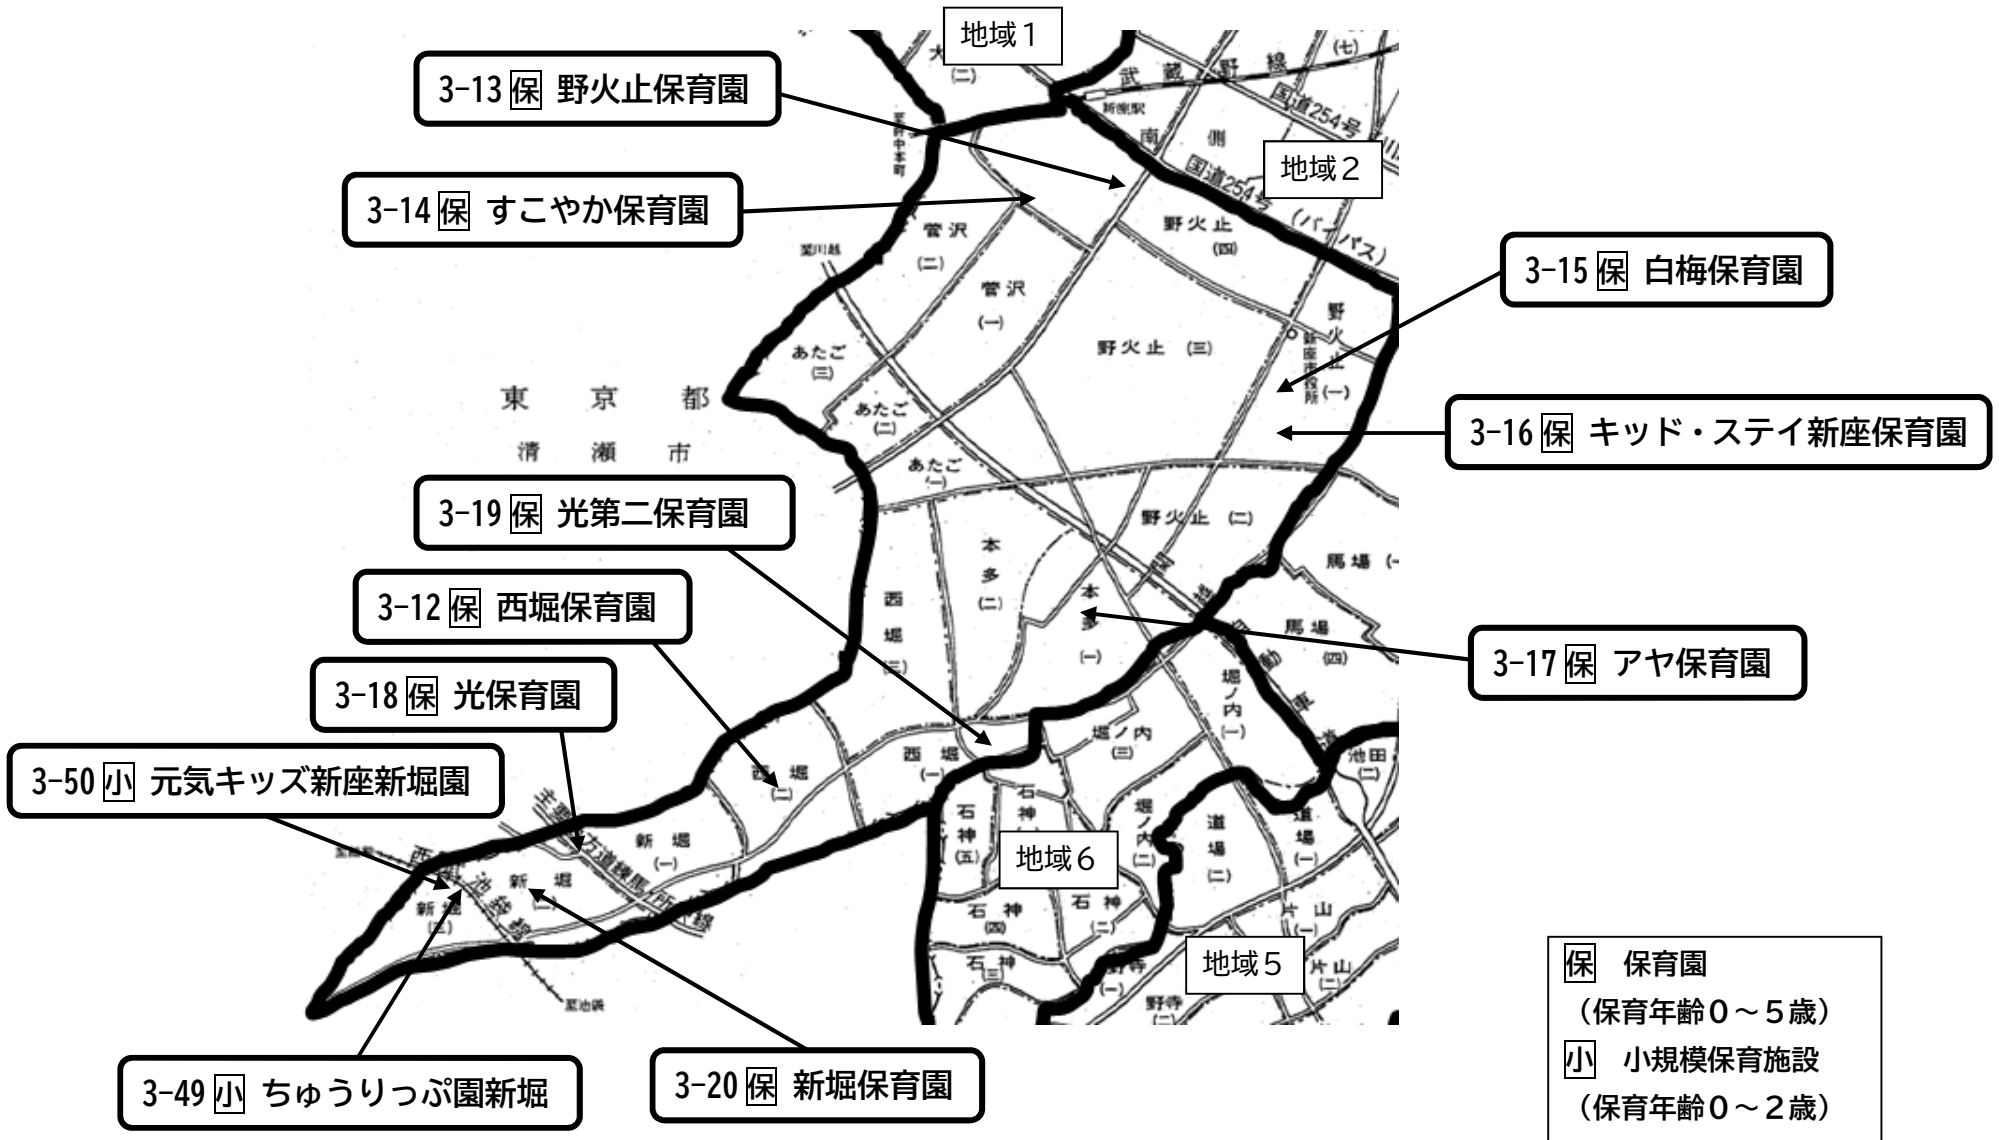 地域１
3-13 保 野火止保育園
3-14 保 すこやか保育園
地域２
3-15 保 白梅保育園
3-16 保 キッド・ステイ新座保育園
3-19 保 光第二保育園
3-12 保 西堀保育園
3-17 保 アヤ保育園
3-18 保 光保育園
3-50 小 元気キッズ新座新堀園
3-49 小 ちゅうりっぷ園新堀
3-20 保 新堀保育園
地域６
地域５
保 保育園
（保育年齢０～５歳）
小 小規模保育施設
（保育年齢０～２歳）
(二)
武蔵野線
(七)
新座駅
国道254号
南側
国道254号
(バイパス)
至川越
菅沢
(二)
菅沢
(一)
野火止
(四)
野火止
(一)
新座市役所
野火止 (三)
あたご
(三)
あたご
(二)
あたご
(一)
東京都
清瀬市
野火止 (二)
本多
(二)
本多
(一)
西堀
(三)
馬場
馬場
(四)
堀ノ内
(一)
堀ノ内
(三)
堀ノ内
(二)
池田
(二)
西堀
(一)
西堀
(二)
新堀
(一)
新堀
(二)
新堀
(三)
石神
(五)
石神
石神
(四)
石神
(二)
石神
(三)
道場
(二)
道場
(一)
片山
(一)
片山
(二)
野寺
(一)
野寺
(二)
至池袋